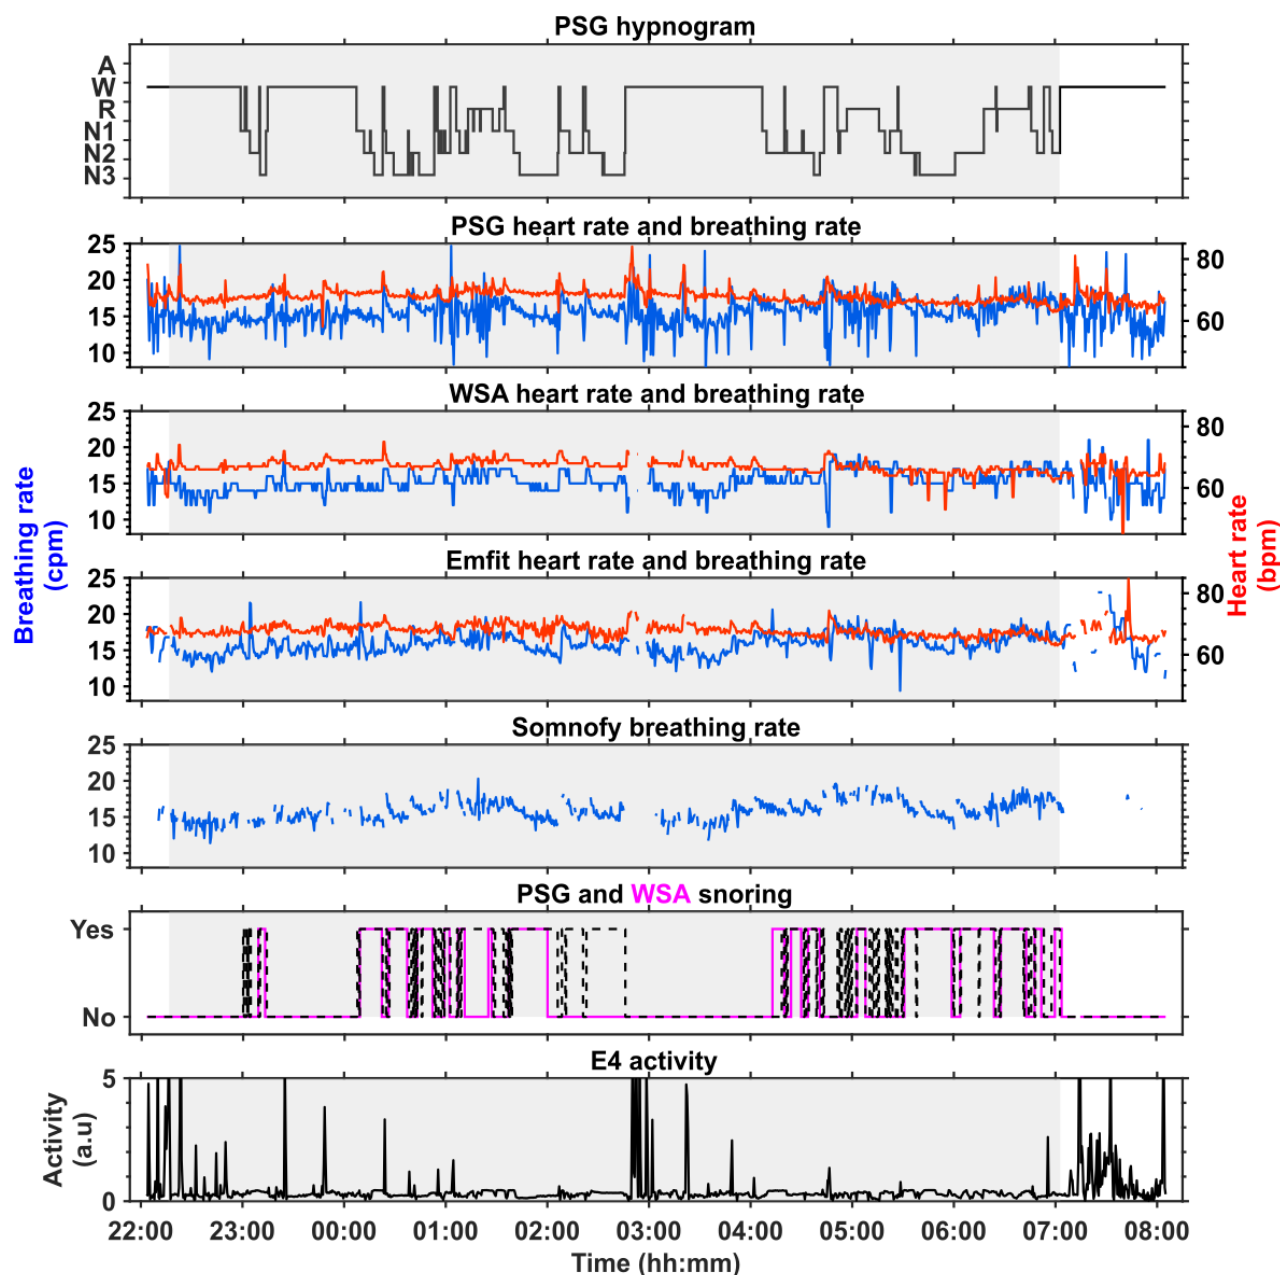 PSG hypnogram
A
W
R
N1
N2
N3
PSG heart rate and breathing rate
25
20
15
10
80
60
WSA heart rate and breathing rate
25
20
15
10
80
60
Emfit heart rate and breathing rate
25
20
15
10
80
60
Breathing rate
(cpm)
Heart rate
(bpm)
Somnofy breathing rate
25
20
15
10
PSG and WSA snoring
Yes
No
E4 activity
Activity
(a.u)
5
0
22:00 23:00 00:00 01:00 02:00 03:00 04:00 05:00 06:00 07:00 08:00
Time (hh:mm)